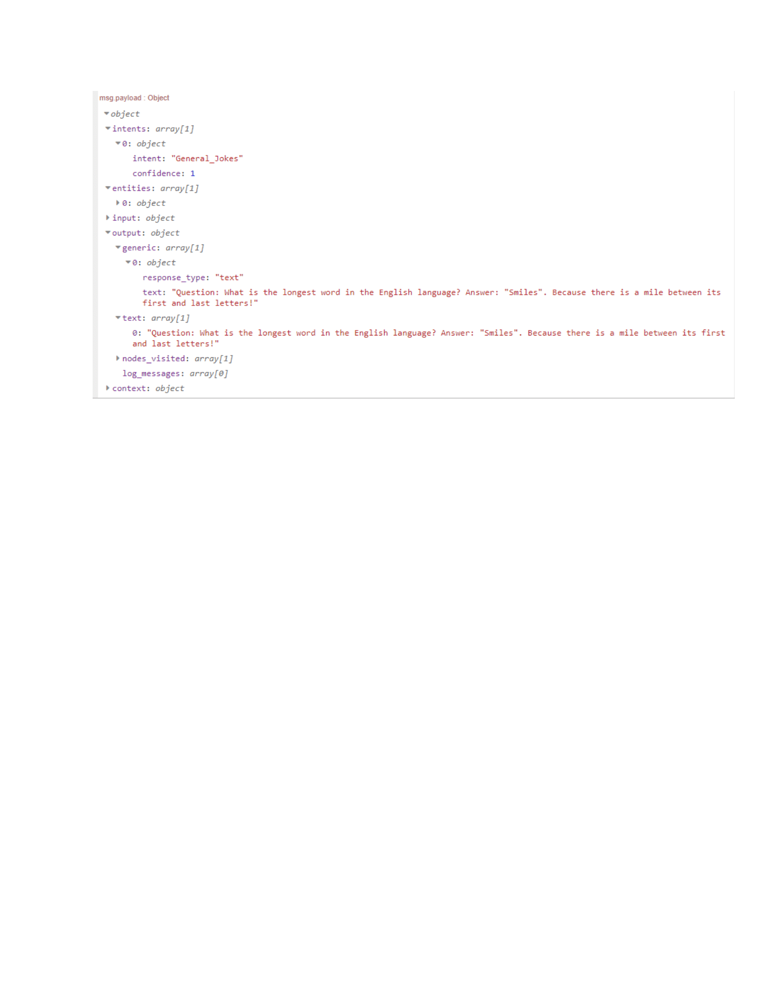 msg.payload : Object
object
intents: array[1]
0: object
intent: "General_Jokes"
confidence: 1
entities: array[1]
0: object
input: object
output: object
generic: array[1]
0: object
response_type: "text"
text: "Question: What is the longest word in the English language? Answer: "Smiles". Because there is a mile between its
first and last letters!"
text: array[1]
0: "Question: What is the longest word in the English language? Answer: "Smiles". Because there is a mile between its first
and last letters!"
nodes_visited: array[1]
log_messages: array[0]
context: object